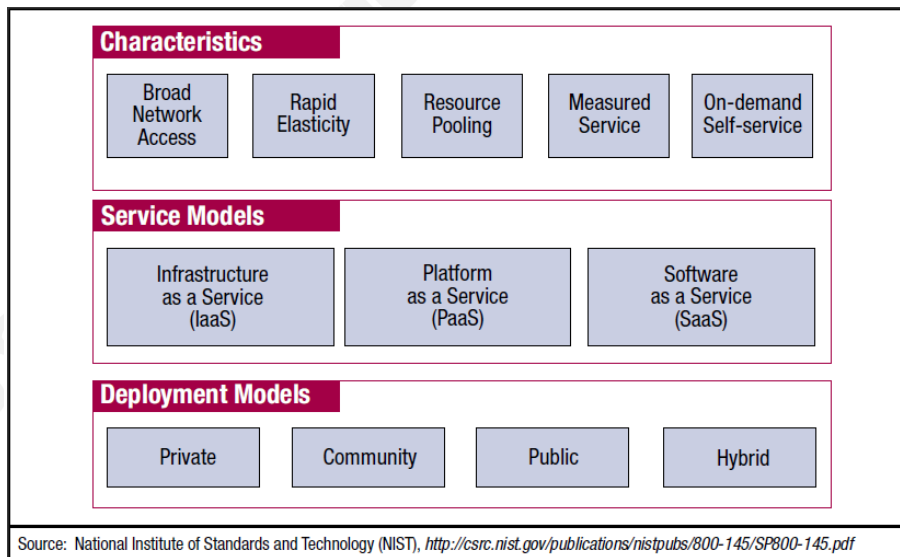 Characteristics
Broad
Network
Access
Rapid
Elasticity
Resource
Pooling
Measured
Service
On-demand
Self-service
Service Models
Infrastructure
as a Service
(IaaS)
Platform
as a Service
(PaaS)
Software
as a Service
(SaaS)
Deployment Models
Private
Community
Public
Hybrid
Source: National Institute of Standards and Technology (NIST), http://csrc.nist.gov/publications/nistpubs/800-145/SP800-145.pdf